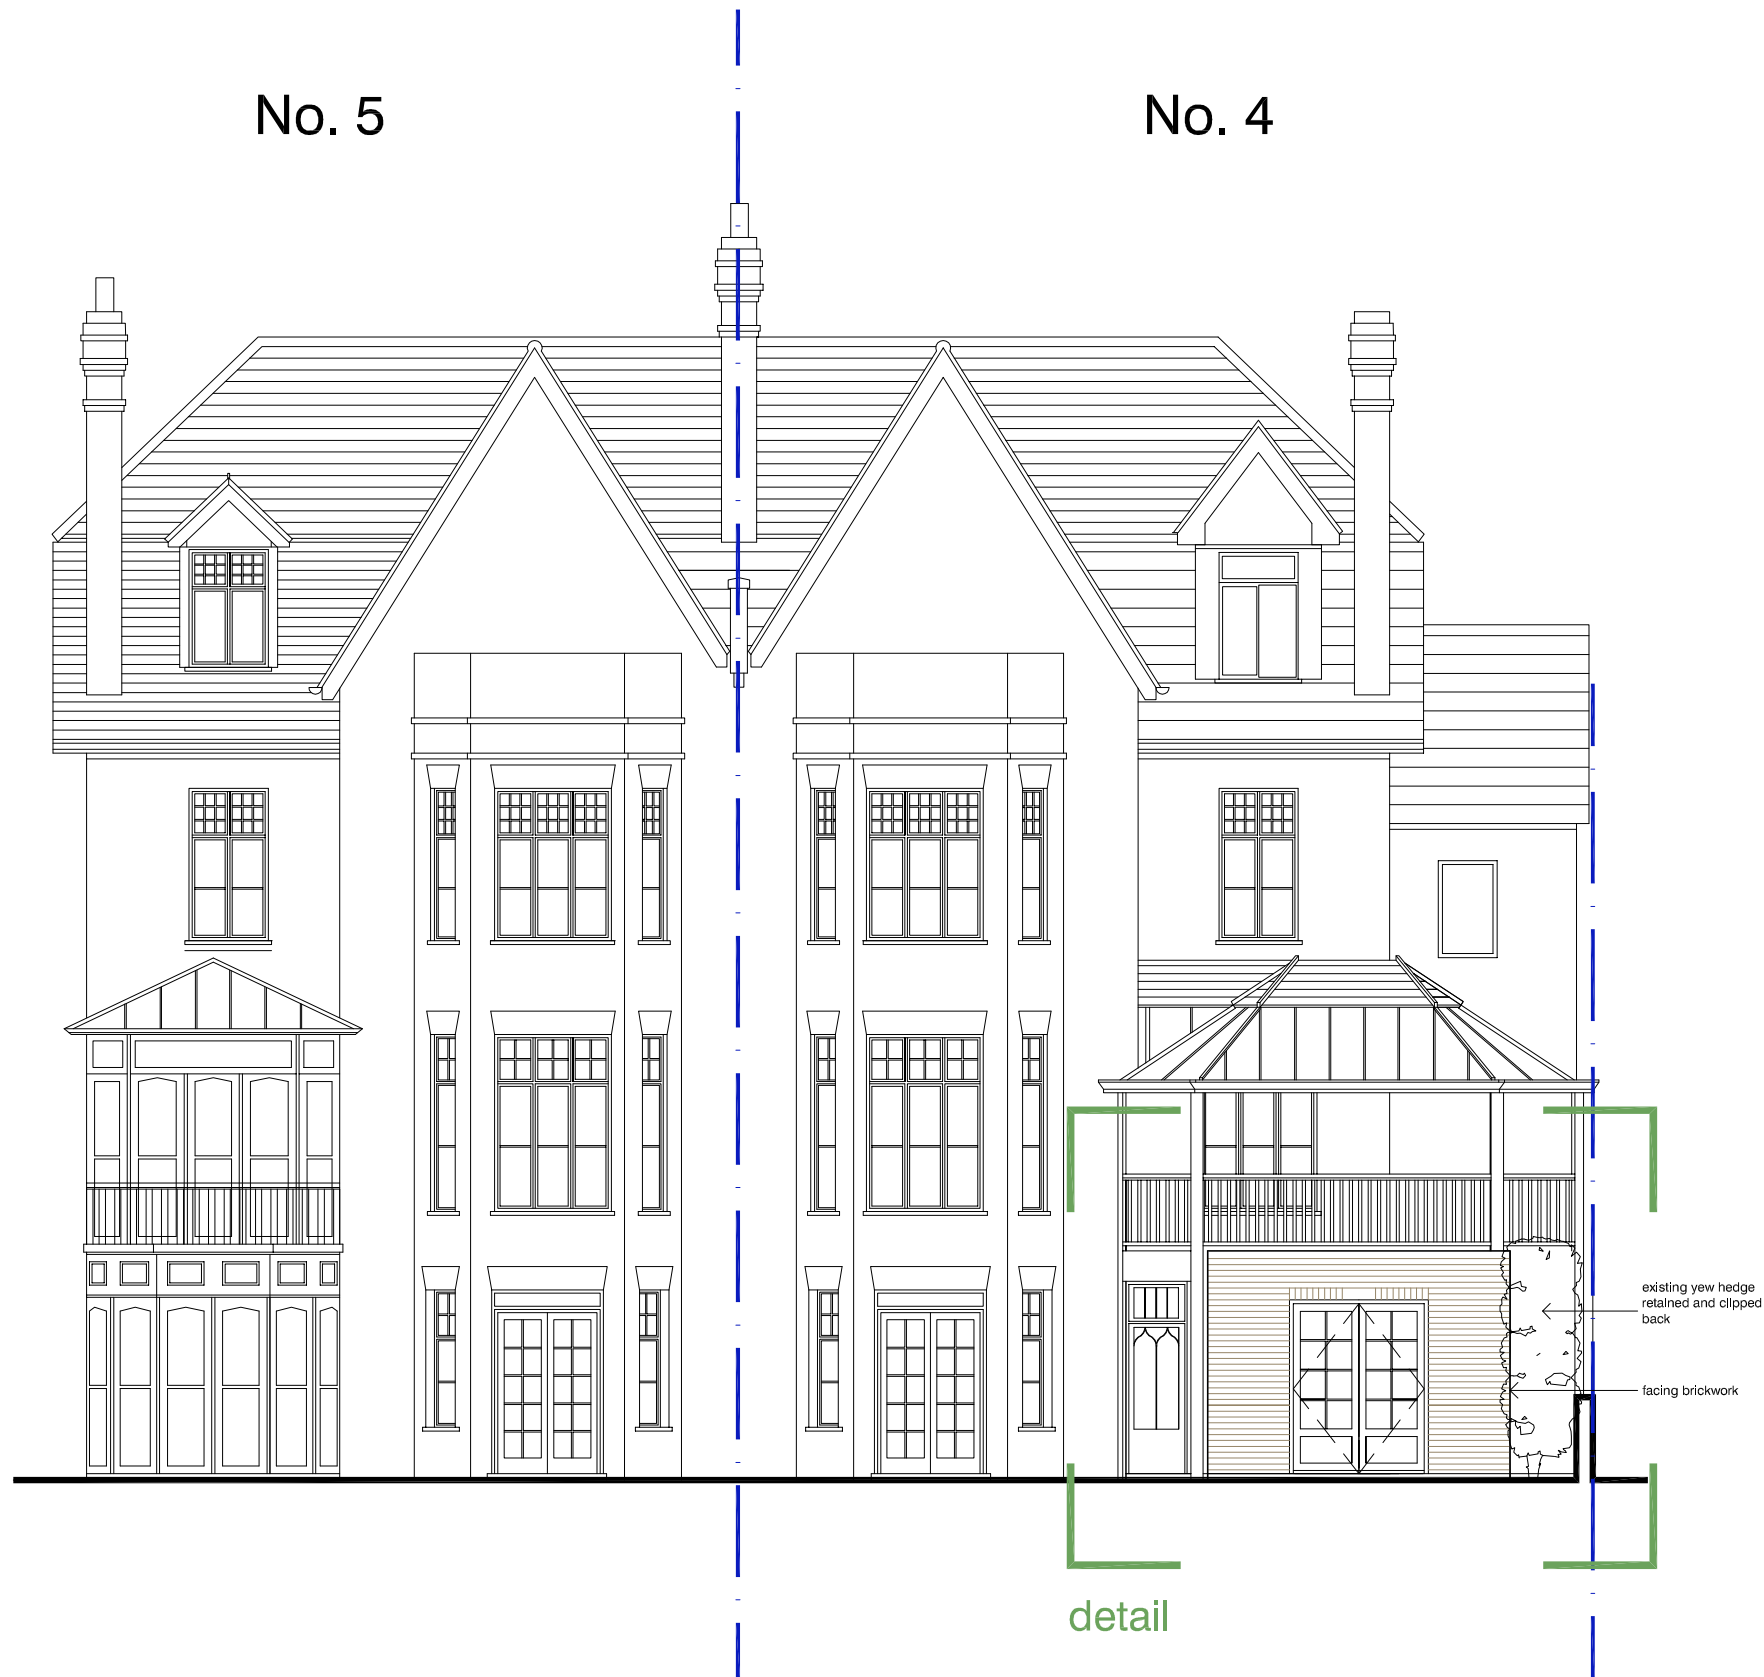 No. 5
No. 4
existing yew hedge
retained and clipped
back
facing brickwork
detail